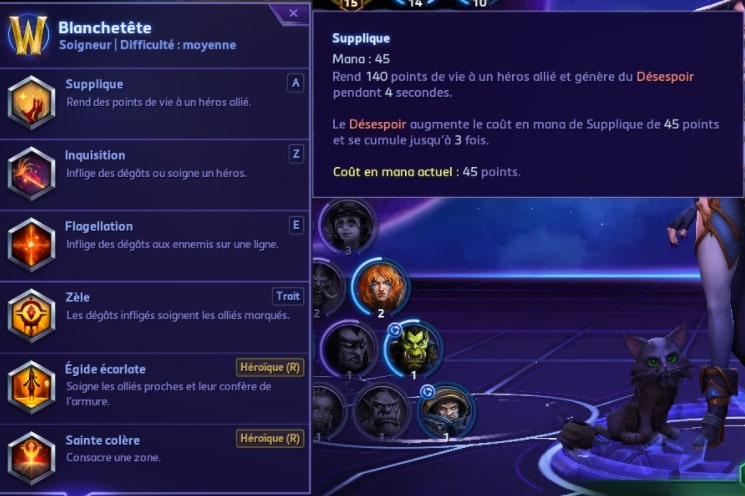 15
14
10
W
Blanchetête
Soigneur | Difficulté : moyenne
Supplique
A
Rend des points de vie à un héros allié.
Inquisition
Z
Inflige des dégâts ou soigne un héros.
Flagellation
E
Inflige des dégâts aux ennemis sur une ligne.
Zèle
Trait
Les dégâts infligés soignent les alliés marqués.
Égide écarlate
Héroïque (R)
Soigne les alliés proches et leur confère de
l'armure.
Sainte colère
Héroïque (R)
Consacre une zone.
Supplique
Mana : 45
Rend 140 points de vie à un héros allié et génère du Désespoir
pendant 4 secondes.
Le Désespoir augmente le coût en mana de Supplique de 45 points
et se cumule jusqu'à 3 fois.
Coût en mana actuel : 45 points.
3
2
2
1
1
1
1
1